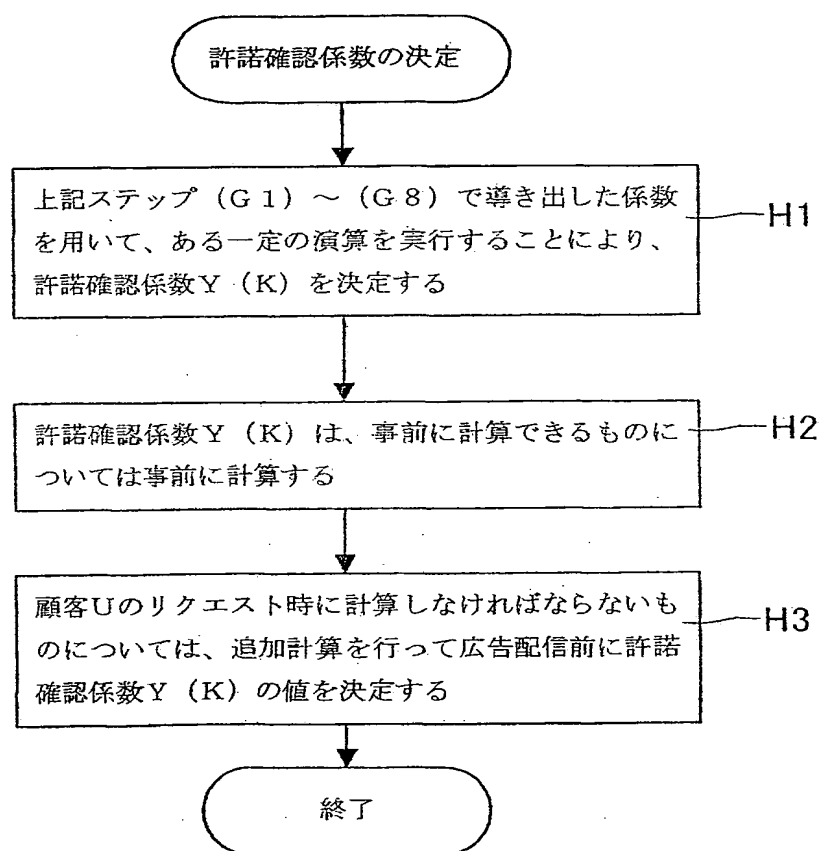 許諾確認係数の決定
上記ステップ（G1）～（G8）で導き出した係数
を用いて、ある一定の演算を実行することにより、
許諾確認係数Y（K）を決定する
H1
許諾確認係数Y（K）は、事前に計算できるものに
ついては事前に計算する
H2
顧客Uのリクエスト時に計算しなければならないも
のについては、追加計算を行って広告配信前に許諾
確認係数Y（K）の値を決定する
H3
終了